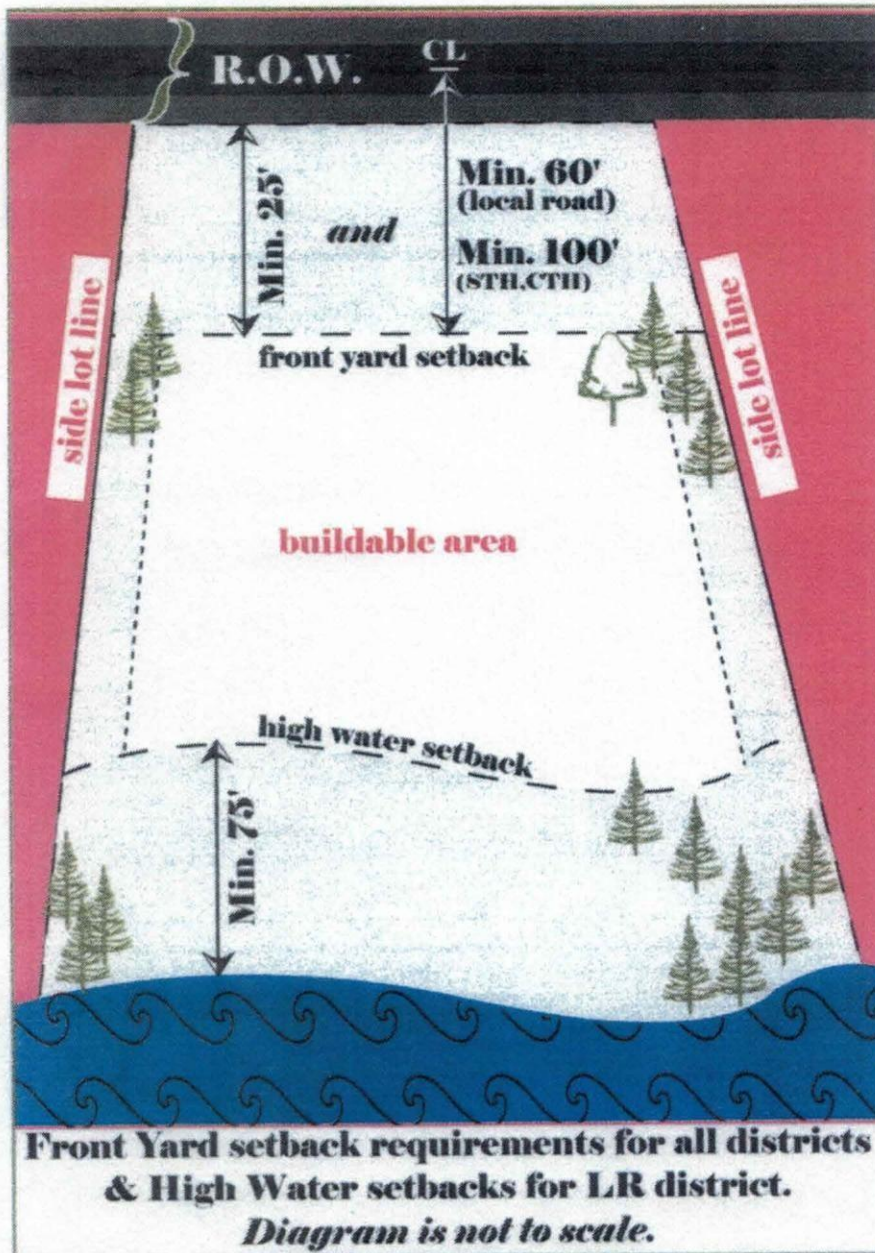 R.O.W.
CL
Min. 25'
and
Min. 60'
(local road)
Min. 100'
(STH.CTH)
side lot line
side lot line
front yard setback
buildable area
high water setback
Min. 75'
Front Yard setback requirements for all districts
& High Water setbacks for LR district.
Diagram is not to scale.